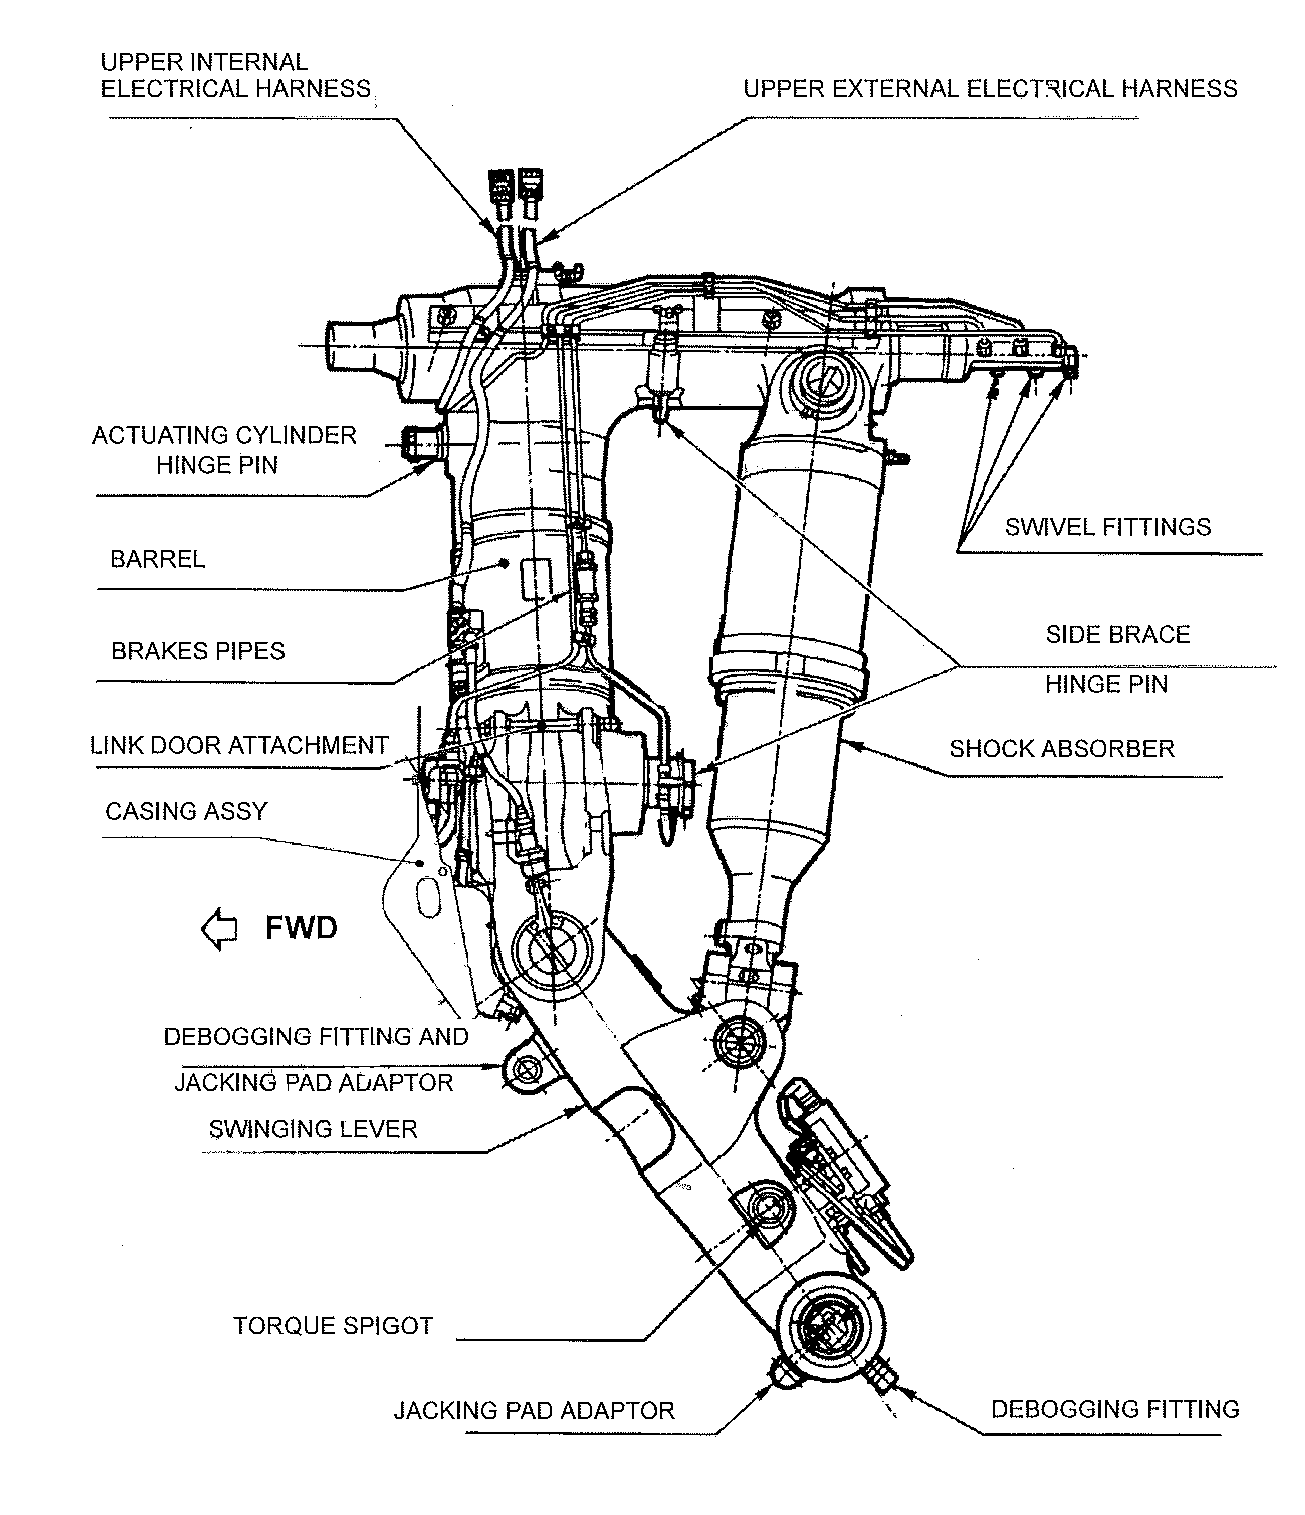 UPPER INTERNAL
ELECTRICAL HARNESS
UPPER EXTERNAL ELECTRICAL HARNESS
ACTUATING CYLINDER
HINGE PIN
SWIVEL FITTINGS
BARREL
BRAKES PIPES
SIDE BRACE
HINGE PIN
LINK DOOR ATTACHMENT
SHOCK ABSORBER
CASING ASSY
FWD
DEBOGGING FITTING AND
JACKING PAD ADAPTOR
SWINGING LEVER
TORQUE SPIGOT
JACKING PAD ADAPTOR
DEBOGGING FITTING